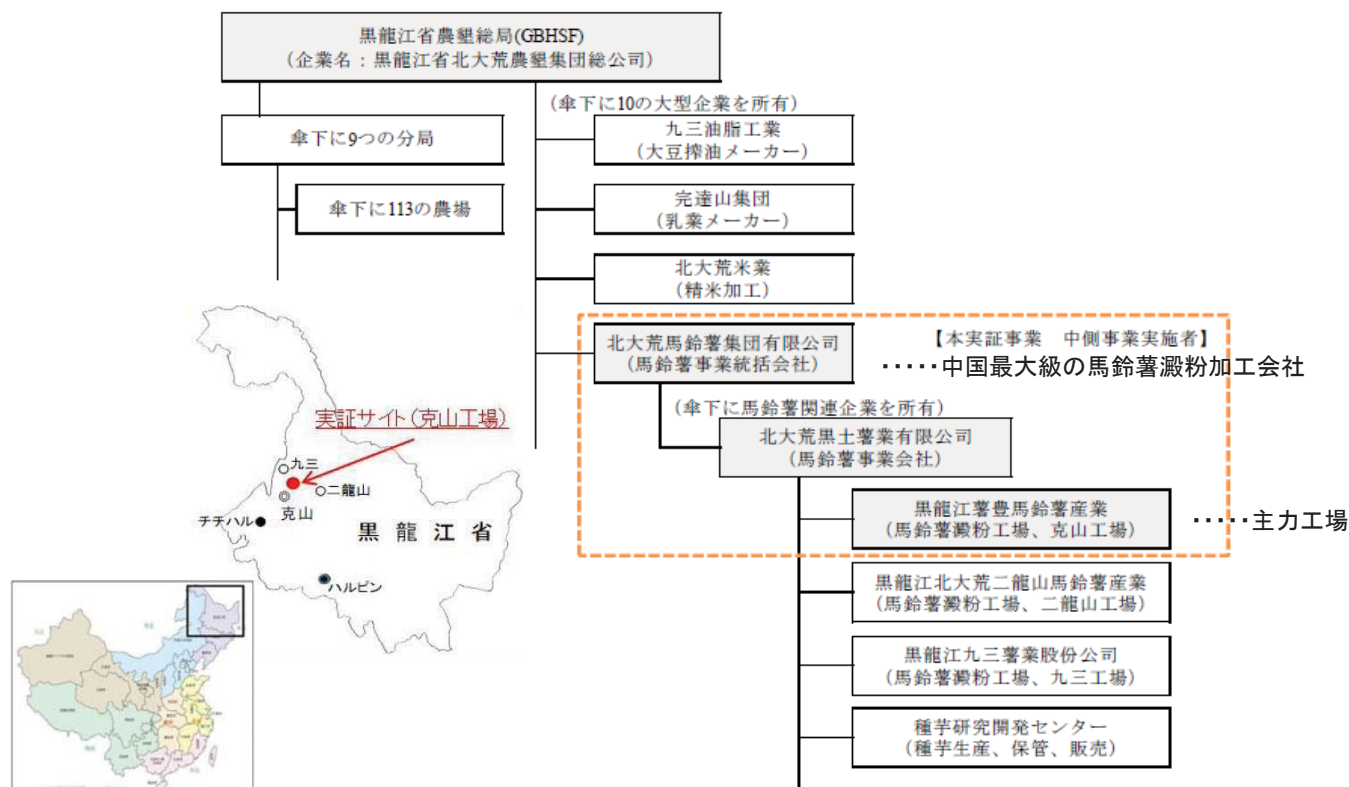 黒龍江省農墾総局(GBHSF)
(企業名：黒龍江省北大荒農墾集団総公司)
(傘下に10の大型企業を所有)
傘下に9つの分局
傘下に113の農場
九三油脂工業
(大豆搾油メーカー)
完達山集団
(乳業メーカー)
北大荒米業
(精米加工)
北大荒馬鈴薯集団有限公司
(馬鈴薯事業統括会社)
【本実証事業　中側事業実施者】
･････中国最大級の馬鈴薯澱粉加工会社
(傘下に馬鈴薯関連企業を所有)
北大荒黒土薯業有限公司
(馬鈴薯事業会社)
黒龍江薯豊馬鈴薯産業
(馬鈴薯澱粉工場、克山工場)
･････主力工場
黒龍江北大荒二龍山馬鈴薯産業
(馬鈴薯澱粉工場、二龍山工場)
黒龍江九三薯業股份公司
(馬鈴薯澱粉工場、九三工場)
種芋研究開発センター
(種芋生産、保管、販売)
実証サイト(克山工場)
九三
二龍山
克山
チチハル
黒龍江省
ハルビン